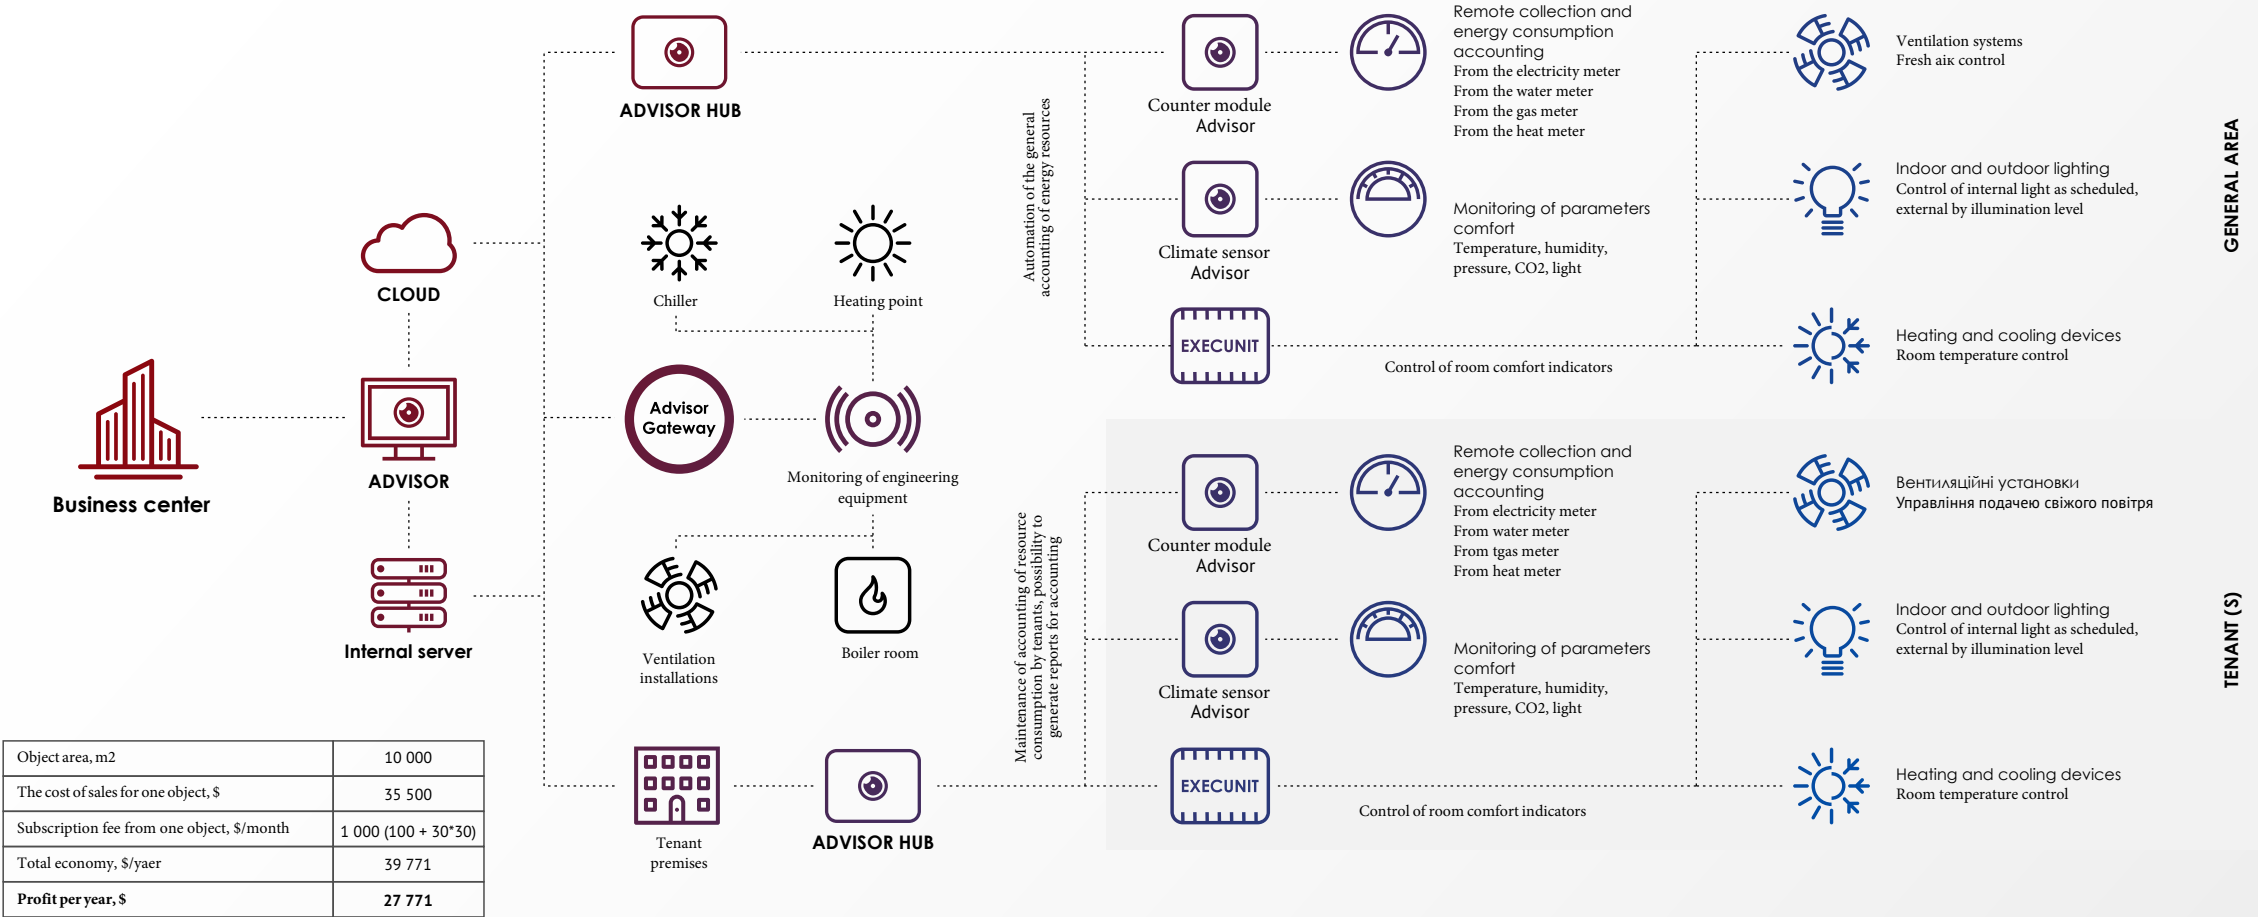 Business center
CLOUD
ADVISOR
Internal server
ADVISOR HUB
Chiller
Heating point
Advisor
Gateway
Monitoring of engineering
equipment
Ventilation
installations
Boiler room
Tenant
premises
ADVISOR HUB
Automation of the general
accounting of energy resources
Counter module
Advisor
Remote collection and
energy consumption
accounting
From the electricity meter
From the water meter
From the gas meter
From the heat meter
Climate sensor
Advisor
Monitoring of parameters
comfort
Temperature, humidity,
pressure, CO2, light
EXECUNIT
Control of room comfort indicators
Ventilation systems
Fresh aiк control
Indoor and outdoor lighting
Control of internal light as scheduled,
external by illumination level
Heating and cooling devices
Room temperature control
GENERAL AREA
Maintenance of accounting of resource
consumption by tenants, possibility to
generate reports for accounting
Counter module
Advisor
Remote collection and
energy consumption
accounting
From electricity meter
From water meter
From tgas meter
From heat meter
Climate sensor
Advisor
Monitoring of parameters
comfort
Temperature, humidity,
pressure, CO2, light
EXECUNIT
Control of room comfort indicators
Вентиляційні установки
Управління подачею свіжого повітря
Indoor and outdoor lighting
Control of internal light as scheduled,
external by illumination level
Heating and cooling devices
Room temperature control
TENANT (S)
Object area, m2 10 000
The cost of sales for one object, $ 35 500
Subscription fee from one object, $/month 1 000 (100 + 30*30)
Total economy, $/yaer 39 771
Profit per year, $ 27 771